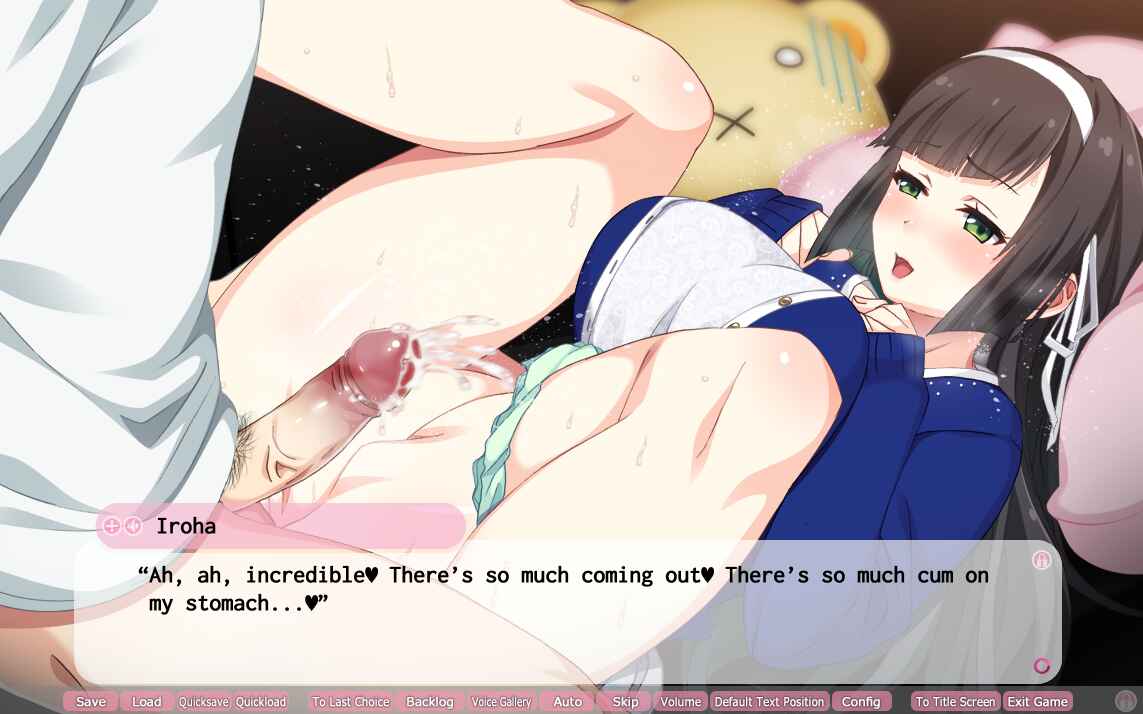 Iroha
“Ah, ah, incredible♥ There’s so much coming out♥ There’s so much cum on
my stomach...♥”
Save Load Quicksave Quickload To Last Choice Backlog Voice Gallery Auto Skip Volume Default Text Position Config To Title Screen Exit Game